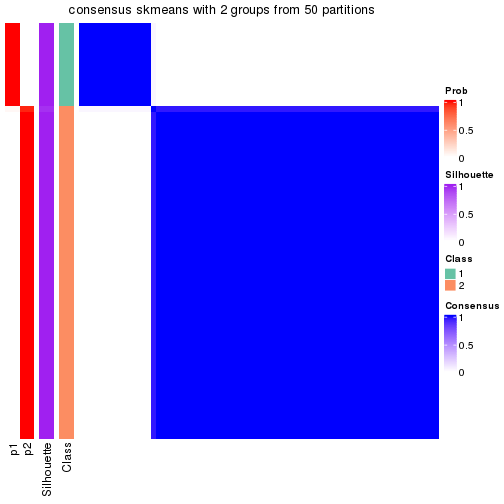 consensus skmeans with 2 groups from 50 partitions
Prob
1
0.5
0
Silhouette
1
0.5
0
Class
1
2
Consensus
1
0.5
0
p1
p2
Silhouette
Class